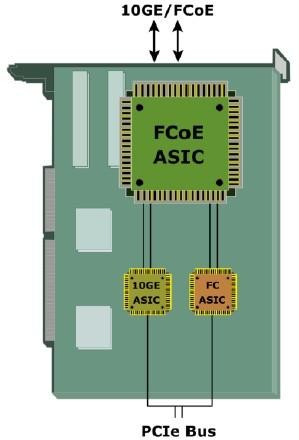 10GE/FCoE
FCoE
ASIC
10GE
ASIC
FC
ASIC
PCIe Bus